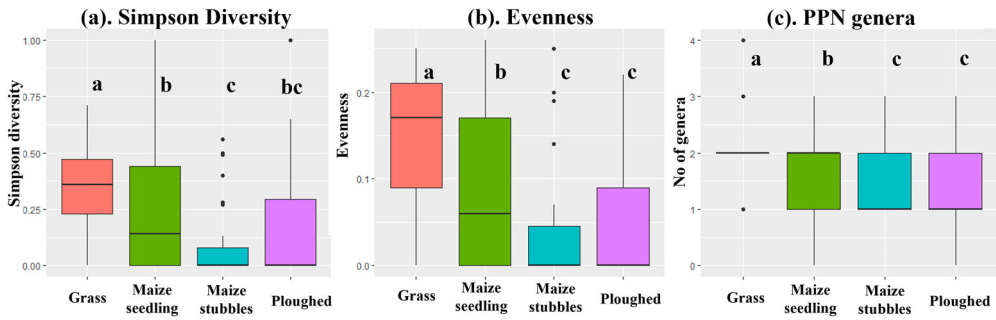 (a). Simpson Diversity
Simpson diversity
1.00
0.75
0.50
0.25
0.00
a
b
c
bc
Grass
Maize
seedling
Maize
stubbles
Ploughed
(b). Evenness
Evenness
0.2
0.1
0.0
a
b
c
c
Grass
Maize
seedling
Maize
stubbles
Ploughed
(c). PPN genera
No of genera
4
3
2
1
0
a
b
c
c
Grass
Maize
seedling
Maize
stubbles
Ploughed